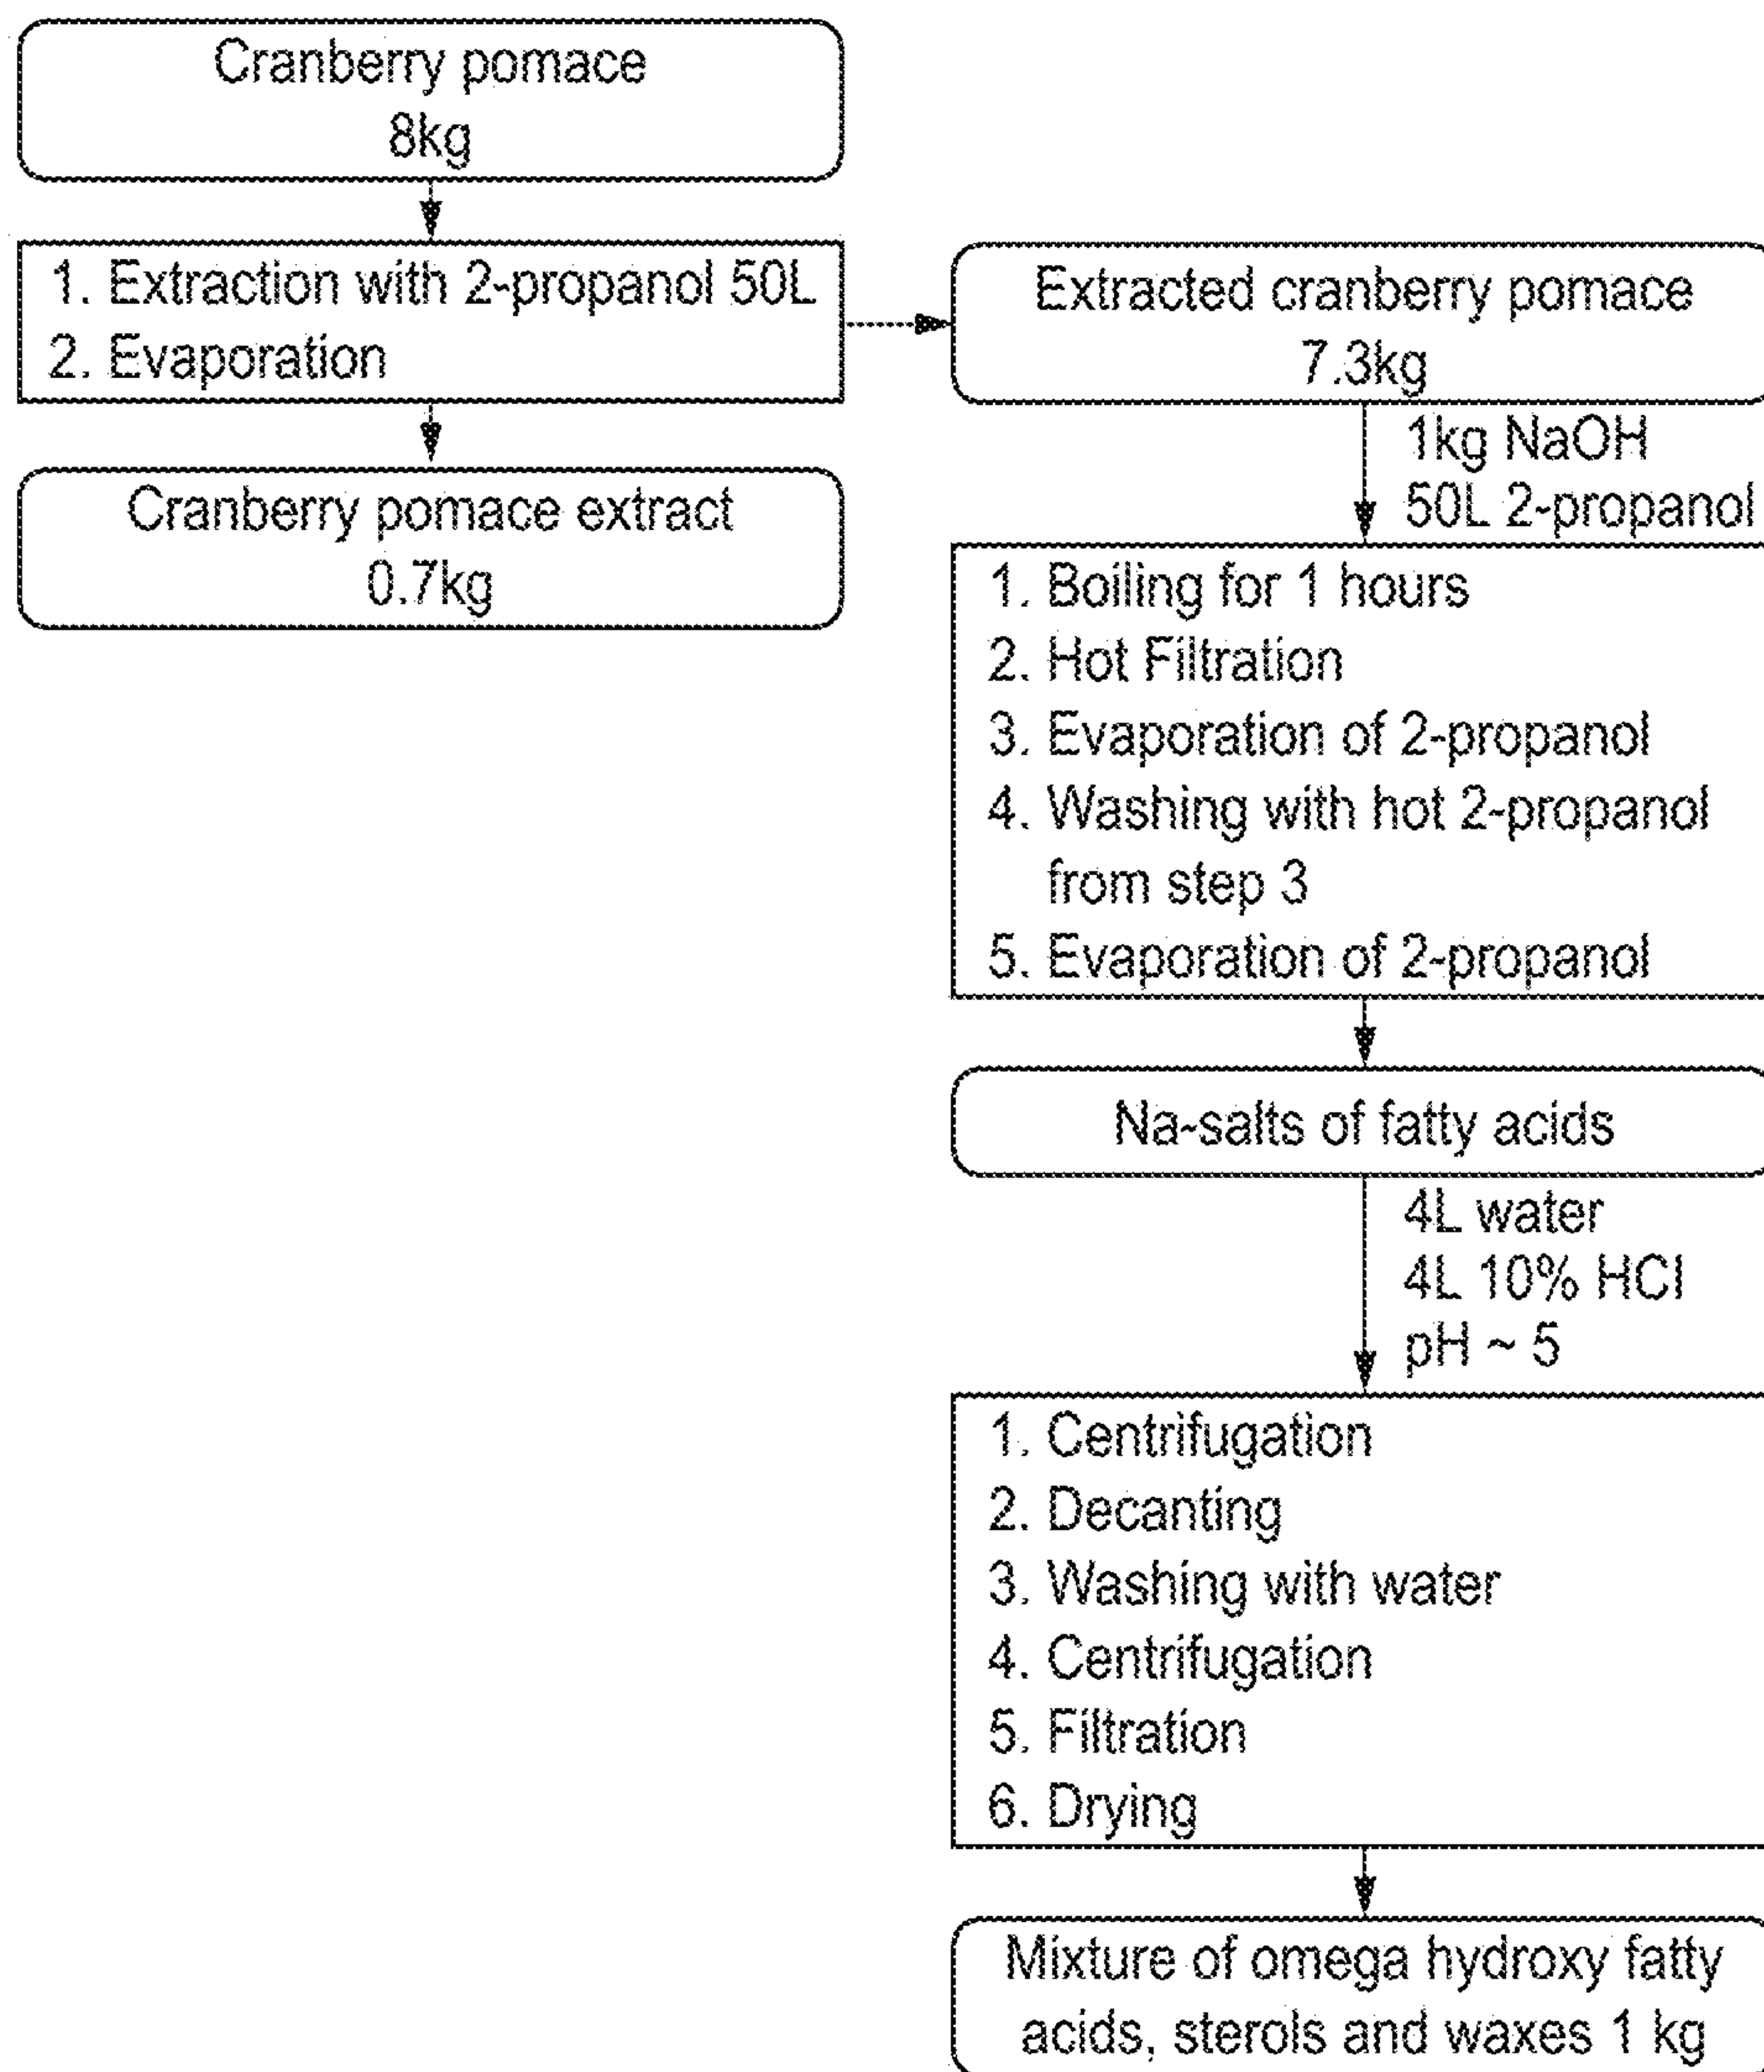 Cranberry pomace
8kg
1. Extraction with 2-propanol 50L
2. Evaporation
Cranberry pomace extract
0.7kg
Extracted cranberry pomace
7.3kg
1kg NaOH
50L 2-propanol
1. Boiling for 1 hours
2. Hot Filtration
3. Evaporation of 2-propanol
4. Washing with hot 2-propanol
from step 3
5. Evaporation of 2-propanol
Na-salts of fatty acids
4L water
4L 10% HCl
pH ~ 5
1. Centrifugation
2. Decanting
3. Washing with water
4. Centrifugation
5. Filtration
6. Drying
Mixture of omega hydroxy fatty
acids, sterols and waxes 1 kg